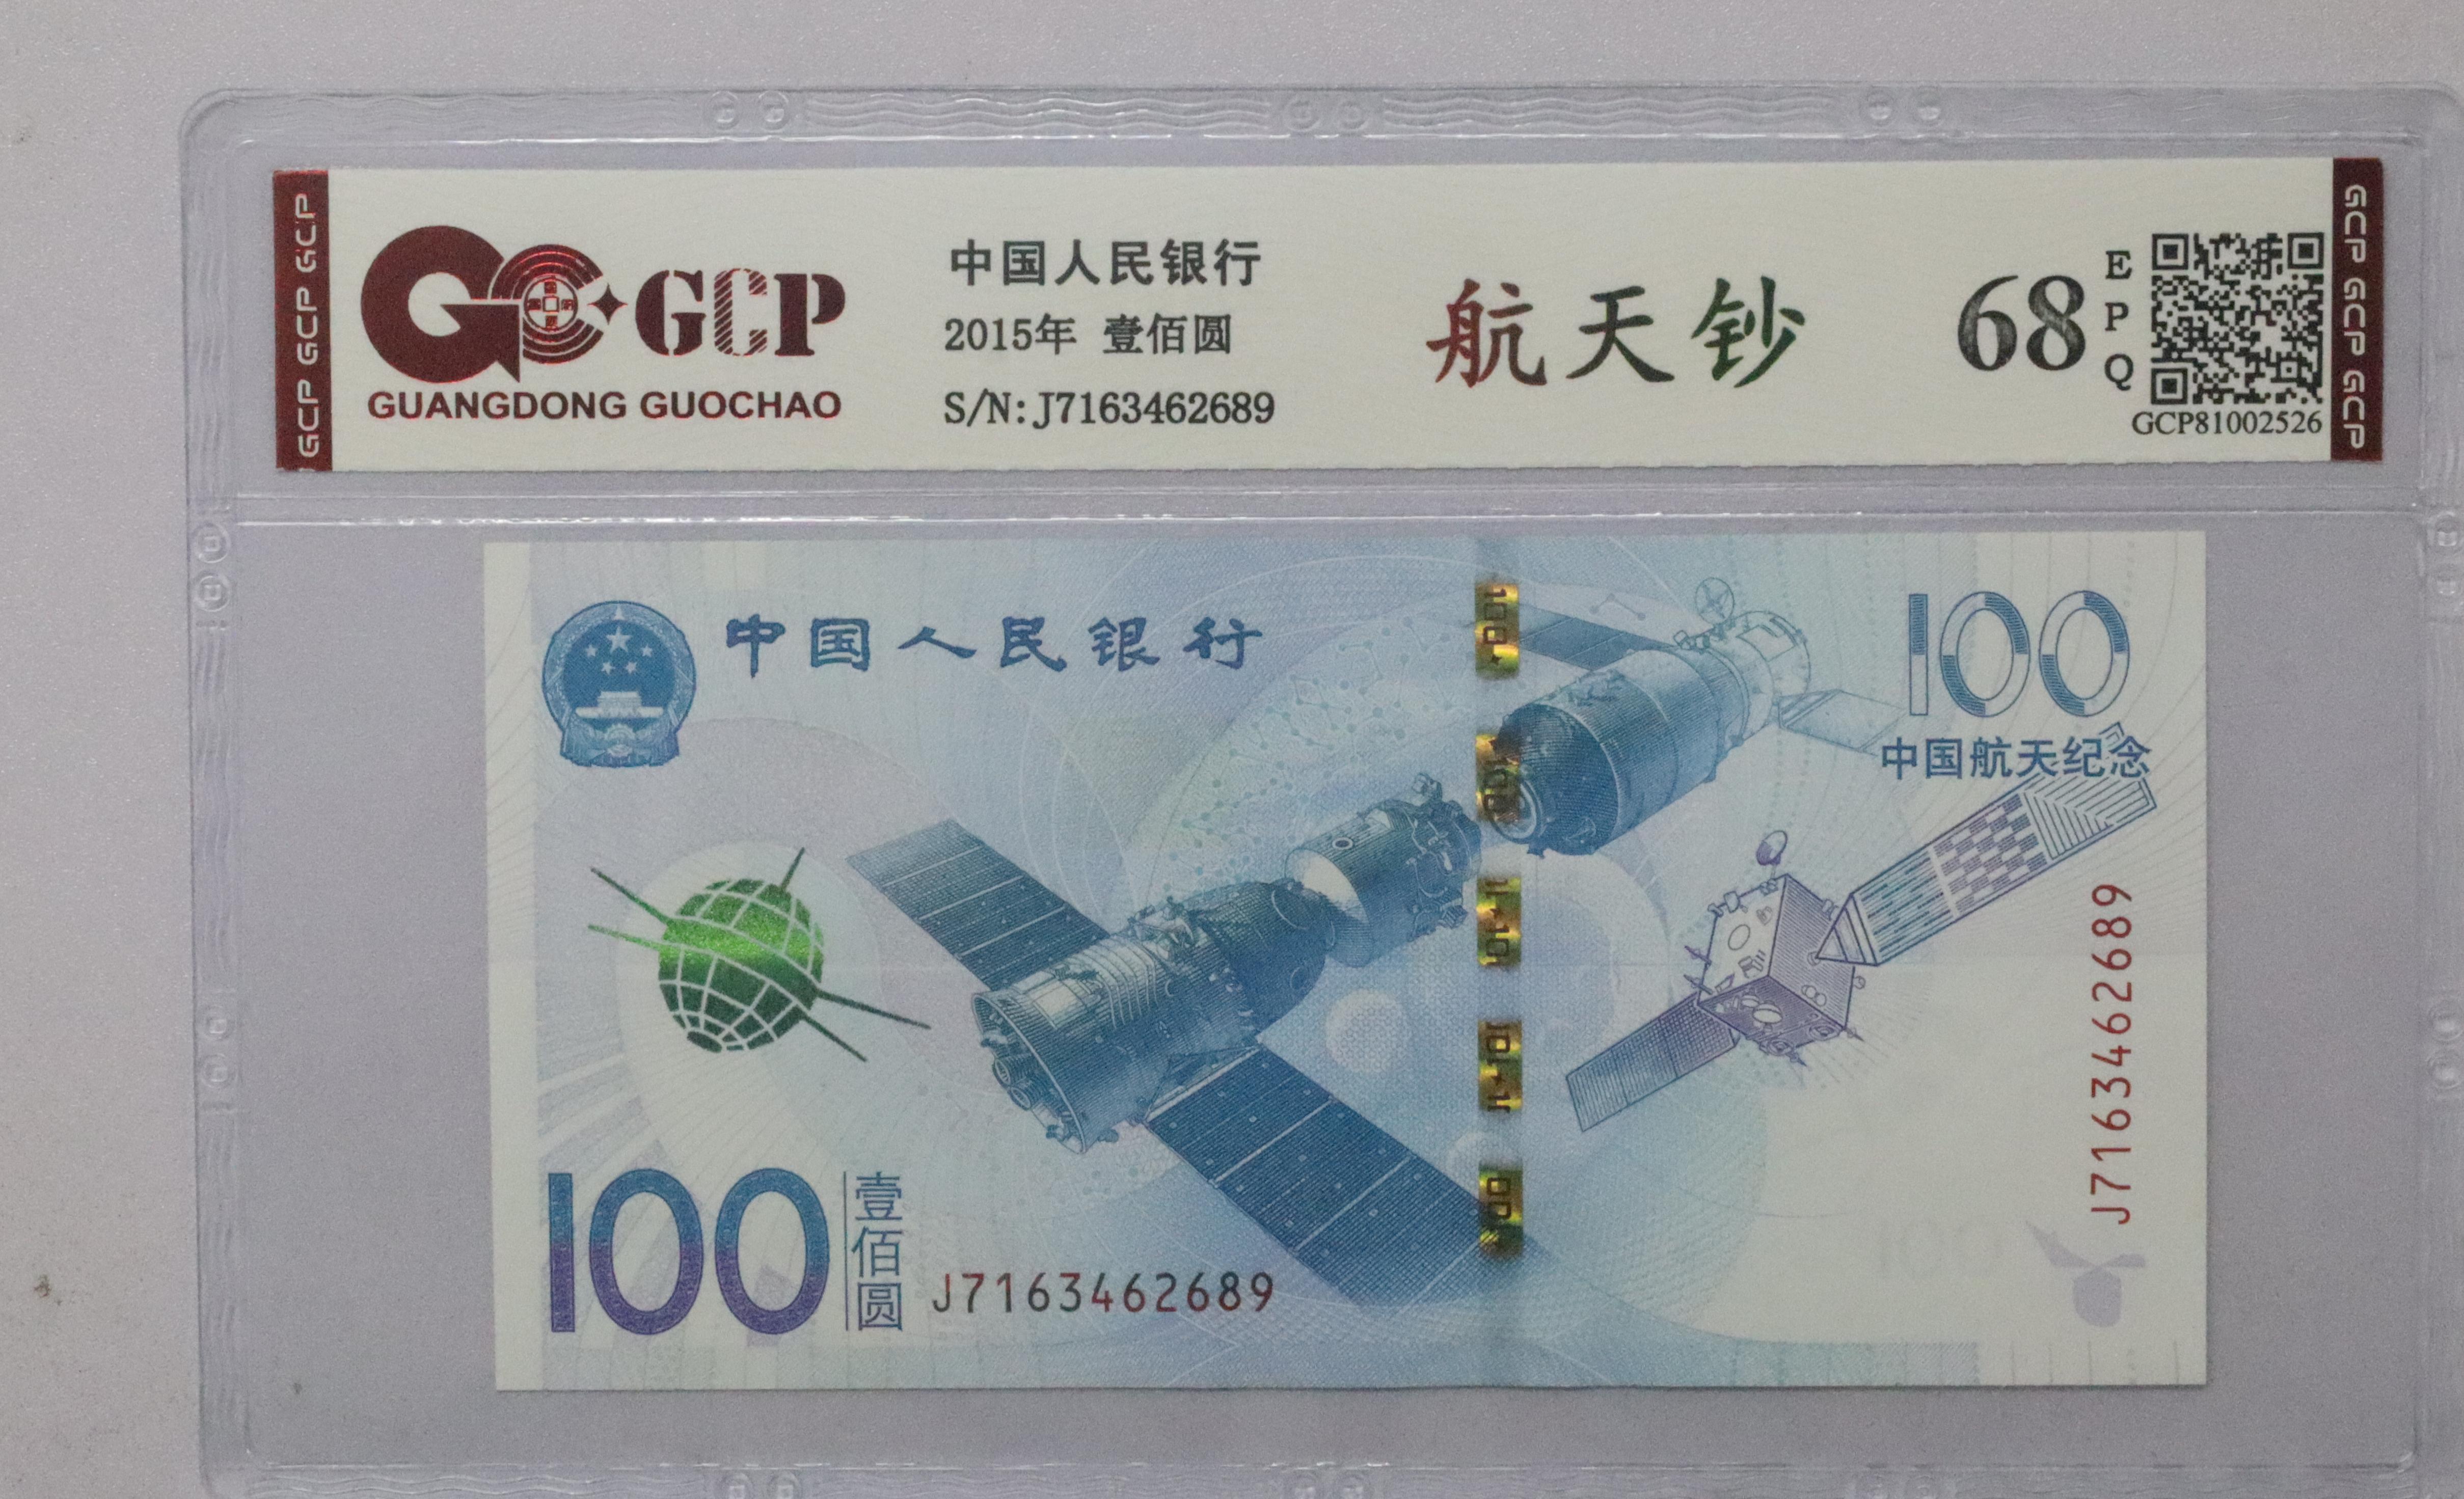 GCP GCP GCP
GCP
GUANGDONG GUOCHAO
中国人民银行
2015年 壹佰圆
S/N: J7163462689
航天钞
68
EPQ
GCP81002526
GCP GCP GCP
中国人民银行
100
中国航天纪念
J7163462689
100
壹佰圆
J7163462689